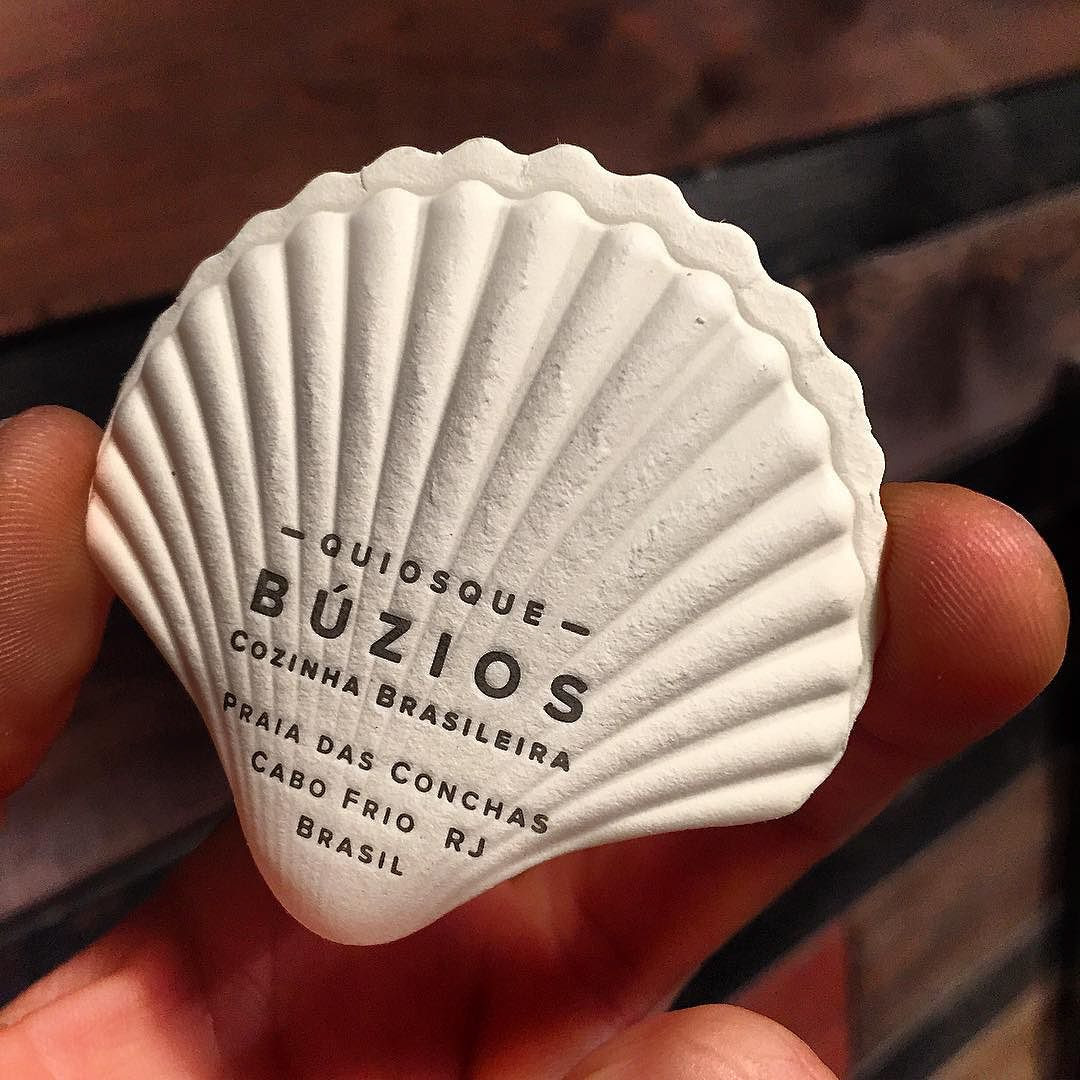 – QUIOSQUE –
BÚZIOS
COZINHA BRASILEIRA
PRAIA DAS CONCHAS
CABO FRIO RJ
BRASIL